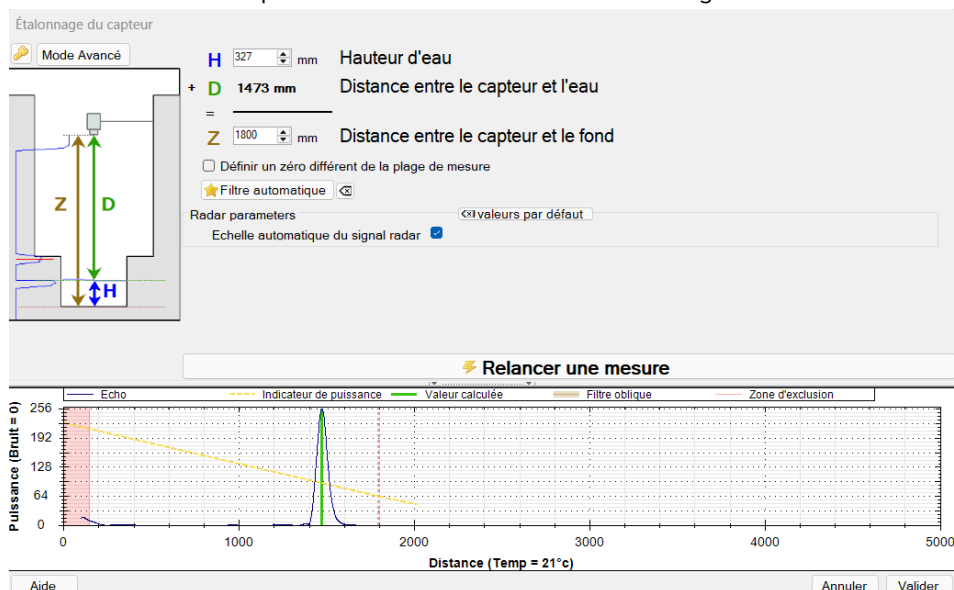 Étalonnage du capteur
Mode Avancé
H 327 mm Hauteur d'eau
+ D 1473 mm Distance entre le capteur et l'eau
=
Z 1800 mm Distance entre le capteur et le fond
Définir un zéro différent de la plage de mesure
Filtre automatique
Radar parameters valeurs par défaut
Echelle automatique du signal radar
Z D
H
Relancer une mesure
Echo Indicateur de puissance Valeur calculée Filtre oblique Zone d'exclusion
Puissance (Bruit = 0)
256
192
128
64
0
0 1000 2000 3000 4000 5000
Distance (Temp = 21°c)
Aide Annuler Valider